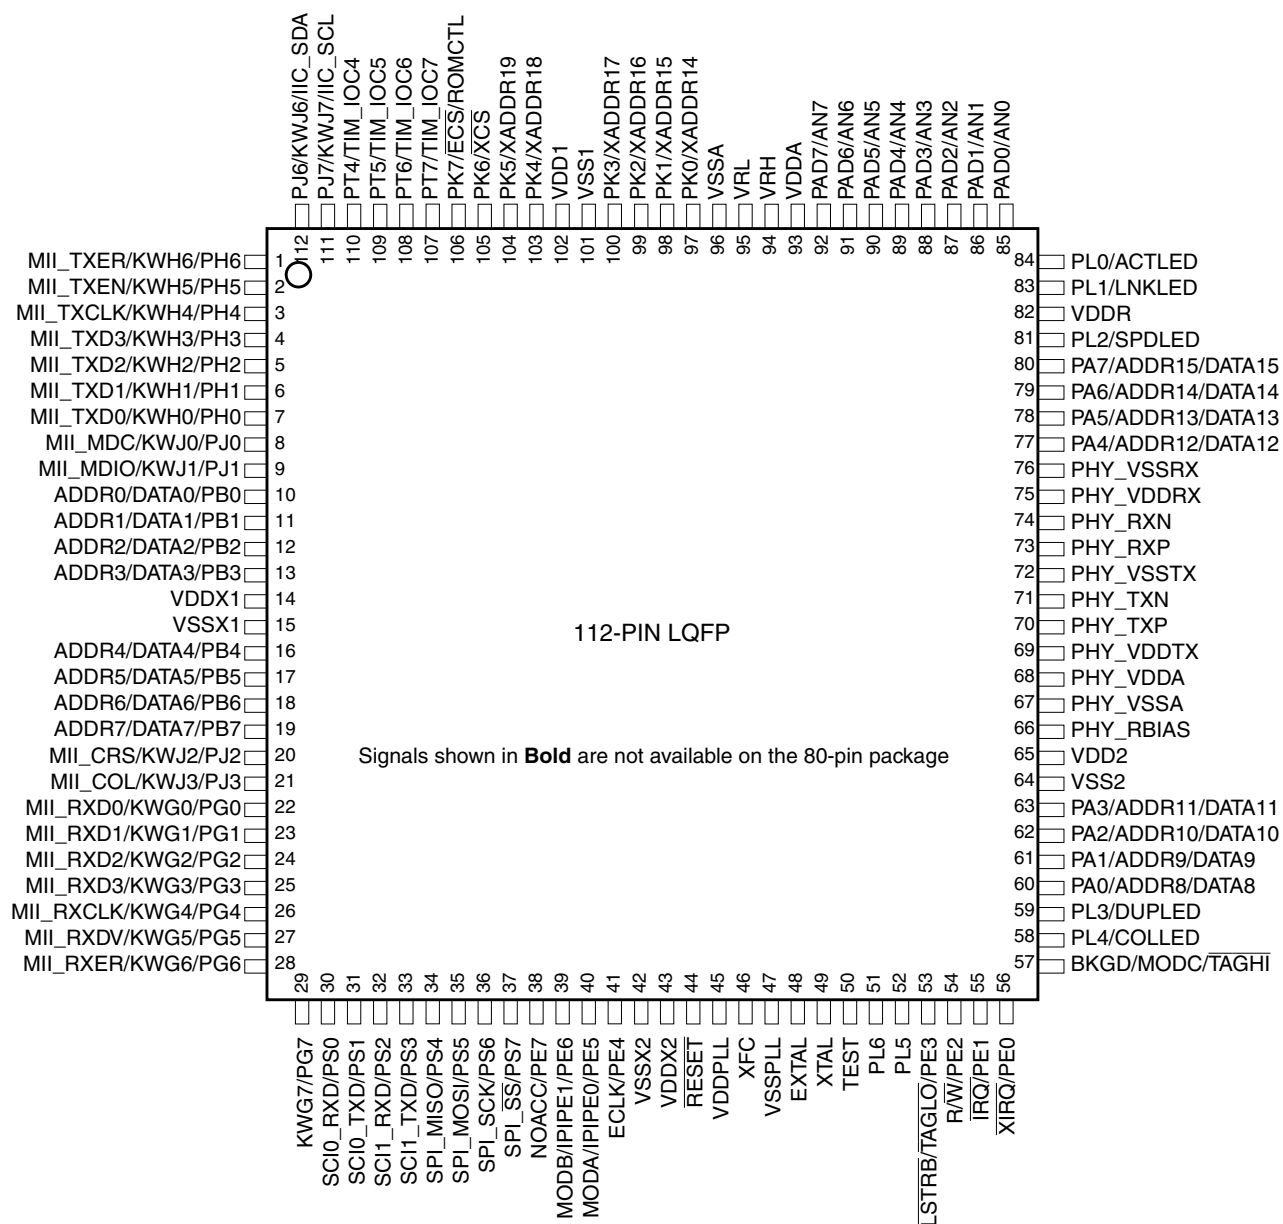 PJ6/KWJ6/IIC_SDA
PJ7/KWJ7/IIC_SCL
PT4/TIM_IOC4
PT5/TIM_IOC5
PT6/TIM_IOC6
PT7/TIM_IOC7
PK7/ECS/ROMCTL
PK6/XCS
PK5/XADDR19
PK4/XADDR18
VDD1
VSS1
PK3/XADDR17
PK2/XADDR16
PK1/XADDR15
PK0/XADDR14
VSSA
VRL
VRH
VDDA
PAD7/AN7
PAD6/AN6
PAD5/AN5
PAD4/AN4
PAD3/AN3
PAD2/AN2
PAD1/AN1
PAD0/AN0
112
111
110
109
108
107
106
105
104
103
102
101
100
99
98
97
96
95
94
93
92
91
90
89
88
87
86
85
MII_TXER/KWH6/PH6 1
MII_TXEN/KWH5/PH5 2
MII_TXCLK/KWH4/PH4 3
MII_TXD3/KWH3/PH3 4
MII_TXD2/KWH2/PH2 5
MII_TXD1/KWH1/PH1 6
MII_TXD0/KWH0/PH0 7
MII_MDC/KWJ0/PJ0 8
MII_MDIO/KWJ1/PJ1 9
ADDR0/DATA0/PB0 10
ADDR1/DATA1/PB1 11
ADDR2/DATA2/PB2 12
ADDR3/DATA3/PB3 13
VDDX1 14
VSSX1 15
ADDR4/DATA4/PB4 16
ADDR5/DATA5/PB5 17
ADDR6/DATA6/PB6 18
ADDR7/DATA7/PB7 19
MII_CRS/KWJ2/PJ2 20
MII_COL/KWJ3/PJ3 21
MII_RXD0/KWG0/PG0 22
MII_RXD1/KWG1/PG1 23
MII_RXD2/KWG2/PG2 24
MII_RXD3/KWG3/PG3 25
MII_RXCLK/KWG4/PG4 26
MII_RXDV/KWG5/PG5 27
MII_RXER/KWG6/PG6 28
112-PIN LQFP
Signals shown in Bold are not available on the 80-pin package
84 PL0/ACTLED
83 PL1/LNKLED
82 VDDR
81 PL2/SPDLED
80 PA7/ADDR15/DATA15
79 PA6/ADDR14/DATA14
78 PA5/ADDR13/DATA13
77 PA4/ADDR12/DATA12
76 PHY_VSSRX
75 PHY_VDDRX
74 PHY_RXN
73 PHY_RXP
72 PHY_VSSTX
71 PHY_TXN
70 PHY_TXP
69 PHY_VDDTX
68 PHY_VDDA
67 PHY_VSSA
66 PHY_RBIAS
65 VDD2
64 VSS2
63 PA3/ADDR11/DATA11
62 PA2/ADDR10/DATA10
61 PA1/ADDR9/DATA9
60 PA0/ADDR8/DATA8
59 PL3/DUPLED
58 PL4/COLLED
57 BKGD/MODC/TAGHI
29
30
31
32
33
34
35
36
37
38
39
40
41
42
43
44
45
46
47
48
49
50
51
52
53
54
55
56
KWG7/PG7
SCI0_RXD/PS0
SCI0_TXD/PS1
SCI1_RXD/PS2
SCI1_TXD/PS3
SPI_MISO/PS4
SPI_MOSI/PS5
SPI_SCK/PS6
SPI_SS/PS7
NOACC/PE7
MODB/IPIPE1/PE6
MODA/IPIPE0/PE5
ECLK/PE4
VSSX2
VDDX2
RESET
VDDPLL
XFC
VSSPLL
EXTAL
XTAL
TEST
PL6
PL5
LSTRB/TAGLO/PE3
R/W/PE2
IRQ/PE1
XIRQ/PE0